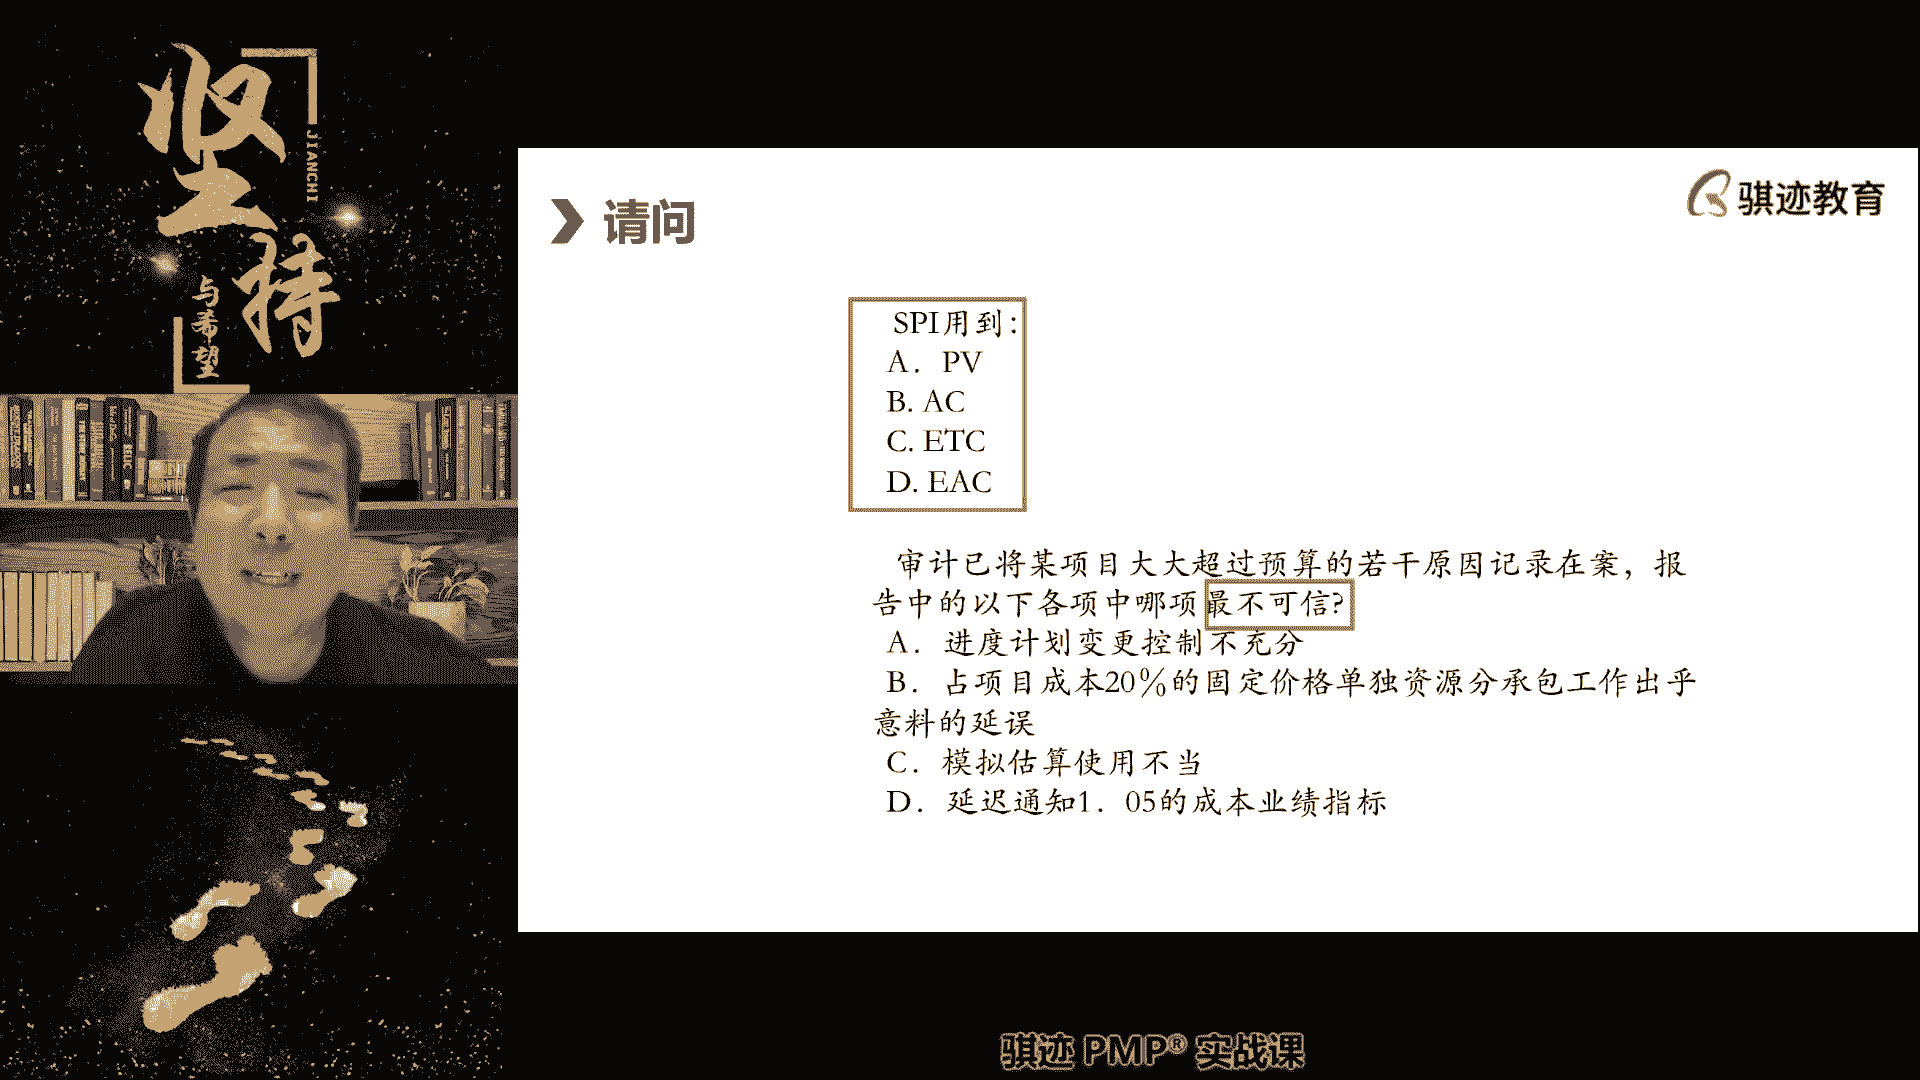 坚持
JIANCHI
与希望
请问
骐迹教育
SPI用到：
A． PV
B. AC
C. ETC
D. EAC
审计已将某项目大大超过预算的若干原因记录在案，报
告中的以下各项中哪项最不可信?
A． 进度计划变更控制不充分
B． 占项目成本20％的固定价格单独资源分承包工作出乎
意料的延误
C． 模拟估算使用不当
D． 延迟通知1．05的成本业绩指标
骐迹 PMP® 实战课